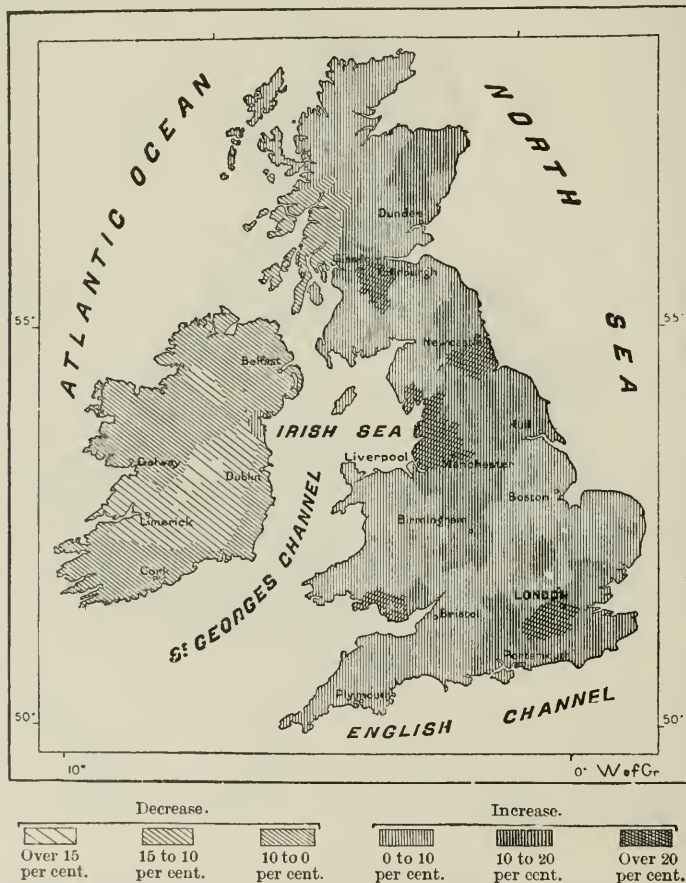 ATLANTIC OCEAN
NORTH
SEA
Dundee
Glasgow
Edinburgh
55°
55°
Newcastle
Belfast
IRISH SEA
Hull
Galway
Dublin
Liverpool
Manchester
Boston
Limerick
Birmingham
Cork
St GEORGES CHANNEL
LONDON
Bristol
Portsmouth
Plymouth
50°
50°
ENGLISH CHANNEL
10°
0° W of Gr
Decrease.
Increase.
Over 15 per cent.
15 to 10 per cent.
10 to 0 per cent.
0 to 10 per cent.
10 to 20 per cent.
Over 20 per cent.